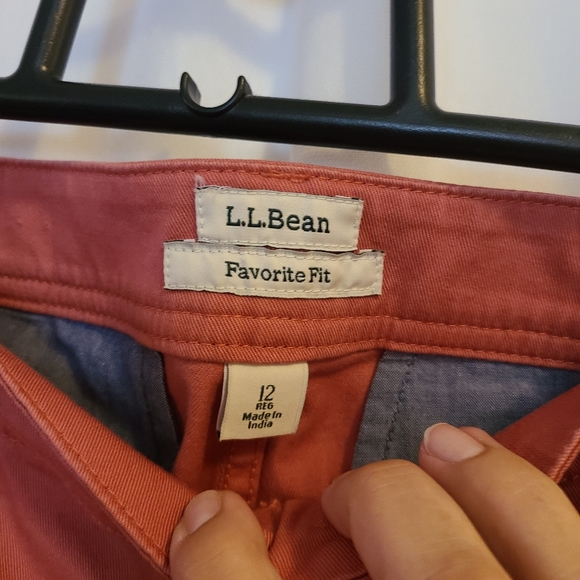 L.L.Bean
Favorite Fit
12
REG
Made In
India